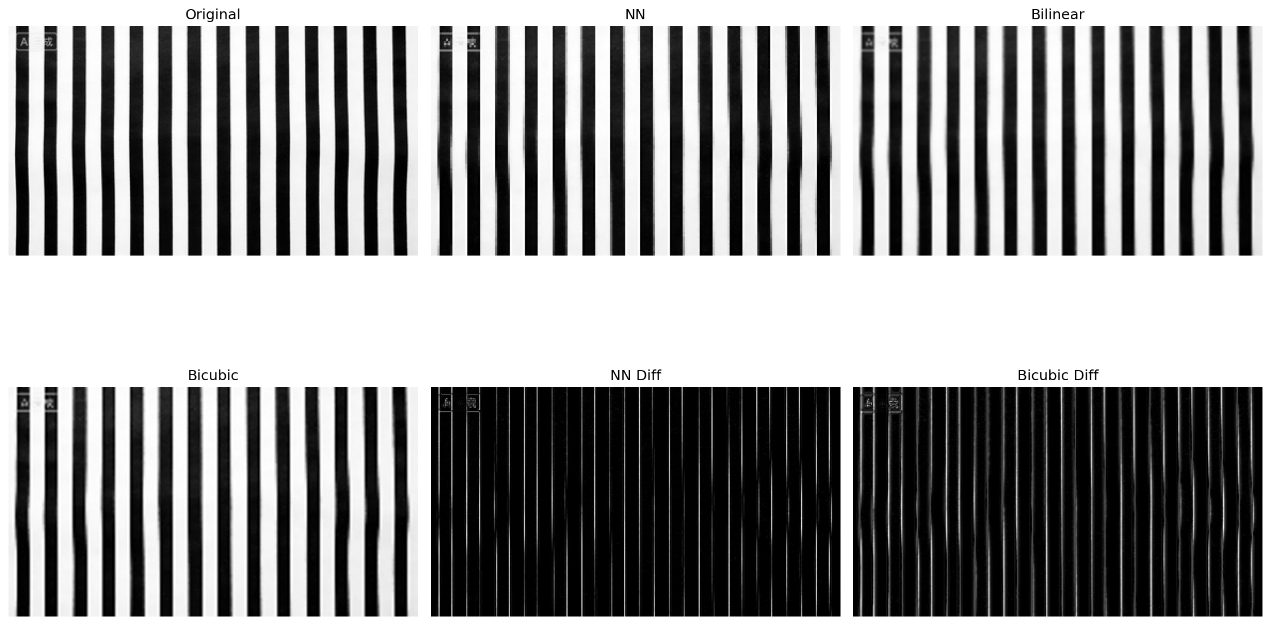 Original
NN
Bilinear
Bicubic
NN Diff
Bicubic Diff